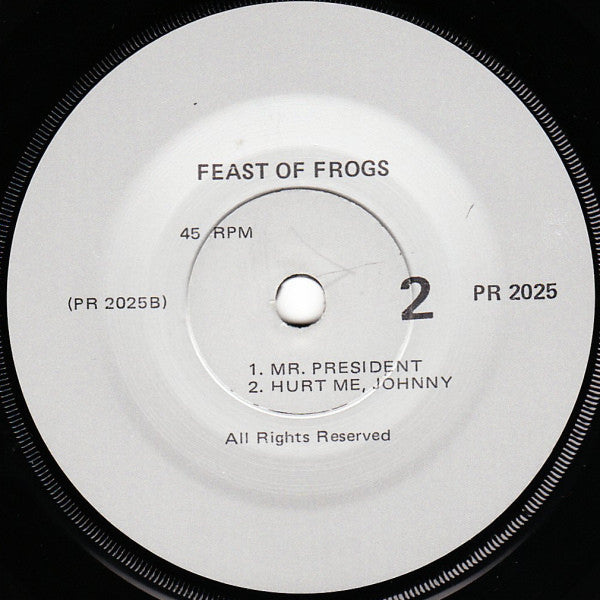 FEAST OF FROGS
45 RPM
(PR 2025B)
2
PR 2025
1. MR. PRESIDENT
2. HURT ME, JOHNNY
All Rights Reserved